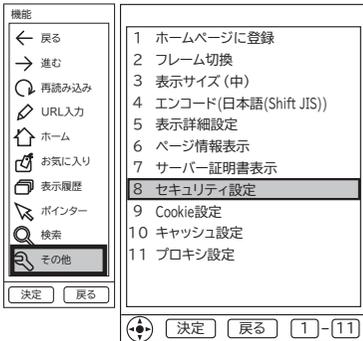 機能
戻る
進む
再読み込み
URL入力
ホーム
お気に入り
表示履歴
ポインター
検索
その他
決定 戻る
1 ホームページに登録
2 フレーム切換
3 表示サイズ(中)
4 エンコード(日本語(Shift JIS))
5 表示詳細設定
6 ページ情報表示
7 サーバー証明書表示
8 セキュリティ設定
9 Cookie設定
10 キャッシュ設定
11 プロキシ設定
決定 戻る 1-11